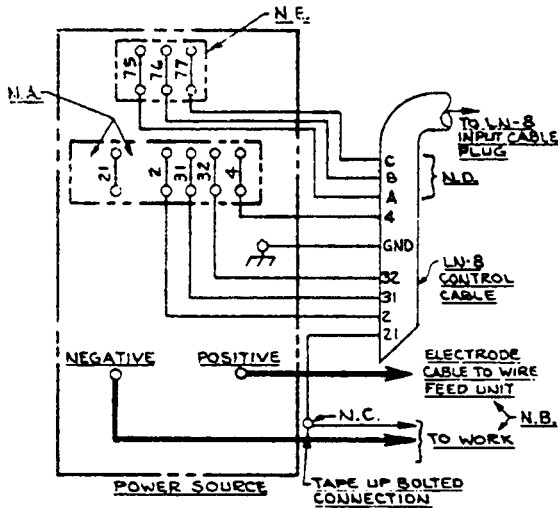 N.E.
75 76 77
N.A.
21 2 31 32 4
TO LN-8
INPUT CABLE
PLUG
C
B
A
N.D.
4
GND
32
31
2
21
LN-8
CONTROL
CABLE
NEGATIVE
POSITIVE
ELECTRODE
CABLE TO WIRE
FEED UNIT
N.B.
N.C.
TO WORK
POWER SOURCE
TAPE UP BOLTED
CONNECTION